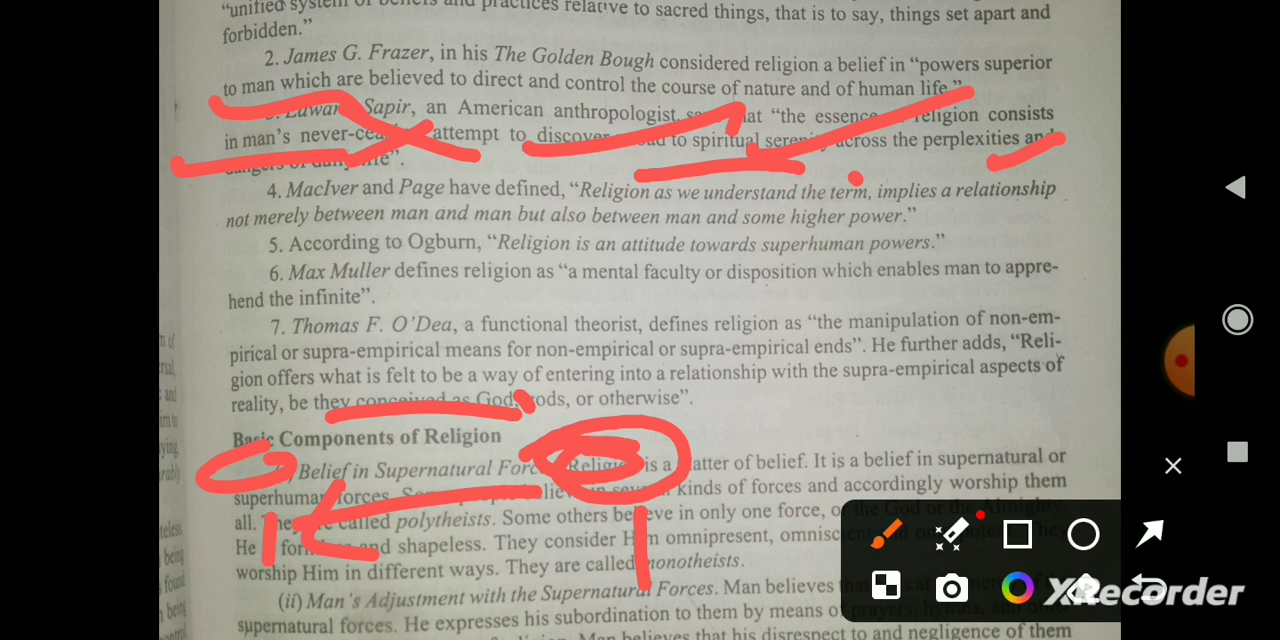 "unified system of beliefs and practices relative to sacred things, that is to say, things set apart and
forbidden."
2. James G. Frazer, in his The Golden Bough considered religion a belief in "powers superior
to man which are believed to direct and control the course of nature and of human life."
Sapir, an American anthropologist, that "the essence religion consists
in man's attempt to discover to spiritual serenity across the perplexities and
life".
4. MacIver and Page have defined, "Religion as we understand the term, implies a relationship
not merely between man and man but also between man and some higher power."
5. According to Ogburn, "Religion is an attitude towards superhuman powers."
6. Max Muller defines religion as "a mental faculty or disposition which enables man to appre-
hend the infinite".
7. Thomas F. O'Dea, a functional theorist, defines religion as "the manipulation of non-em-
pirical or supra-empirical means for non-empirical or supra-empirical ends". He further adds, "Reli-
gion offers what is felt to be a way of entering into a relationship with the supra-empirical aspects of
reality, be they conceived as God, gods, or otherwise".
Basic Components of Religion
Belief in Supernatural Religion is a matter of belief. It is a belief in supernatural or
superhuman forces. kinds of forces and accordingly worship them
all. called polytheists. Some others believe in only one force,
He and shapeless. They consider Him omnipresent,
worship Him in different ways. They are called monotheists.
(ii) Man's Adjustment with the Supernatural Forces. Man believes
supernatural forces. He expresses his subordination to them by means of
Man believes that his disrespect to and negligence of them
XRecorder